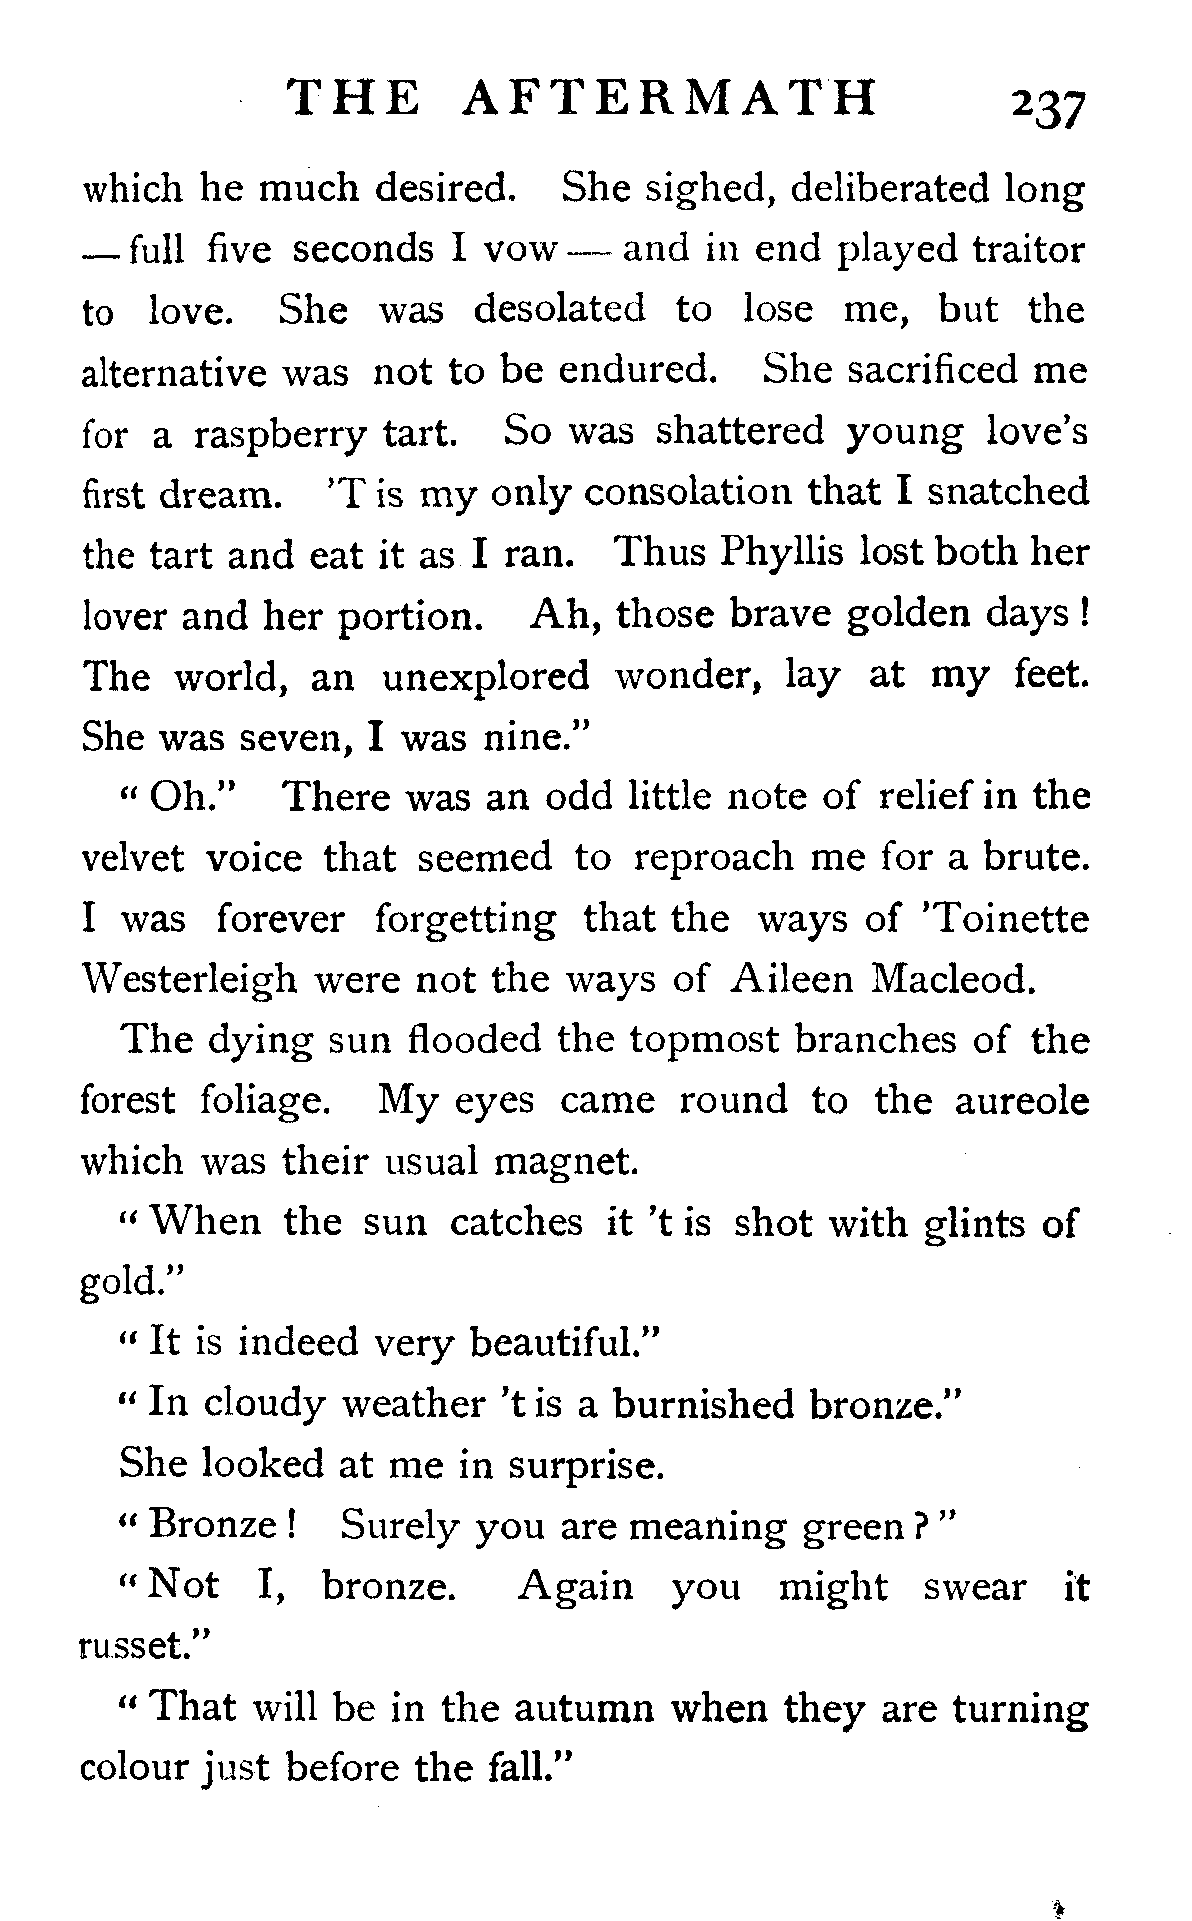 THE AFTERMATH 237
which he much desired. She sighed, deliberated long
— full five seconds I vow — and in end played traitor
to love. She was desolated to lose me, but the
alternative was not to be endured. She sacrificed me
for a raspberry tart. So was shattered young love's
first dream. 'T is my only consolation that I snatched
the tart and eat it as I ran. Thus Phyllis lost both her
lover and her portion. Ah, those brave golden days!
The world, an unexplored wonder, lay at my feet.
She was seven, I was nine."
"Oh." There was an odd little note of relief in the
velvet voice that seemed to reproach me for a brute.
I was forever forgetting that the ways of 'Toinette
Westerleigh were not the ways of Aileen Macleod.
The dying sun flooded the topmost branches of the
forest foliage. My eyes came round to the aureole
which was their usual magnet.
"When the sun catches it 't is shot with glints of
gold."
"It is indeed very beautiful."
"In cloudy weather 't is a burnished bronze."
She looked at me in surprise.
"Bronze! Surely you are meaning green?"
"Not I, bronze. Again you might swear it
russet."
"That will be in the autumn when they are turning
colour just before the fall."